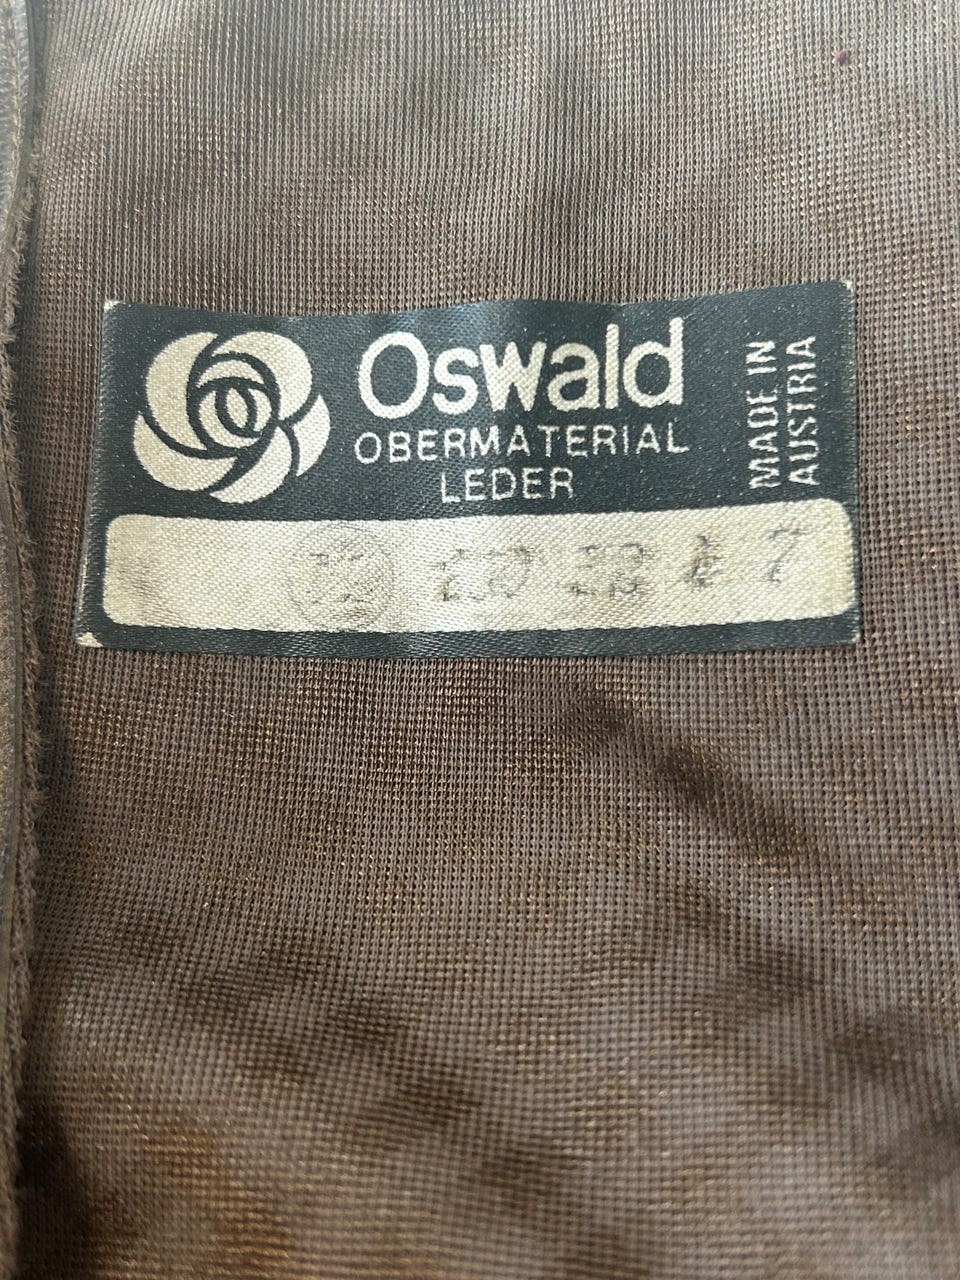 Oswald
OBERMATERIAL
LEDER
MADE IN
AUSTRIA